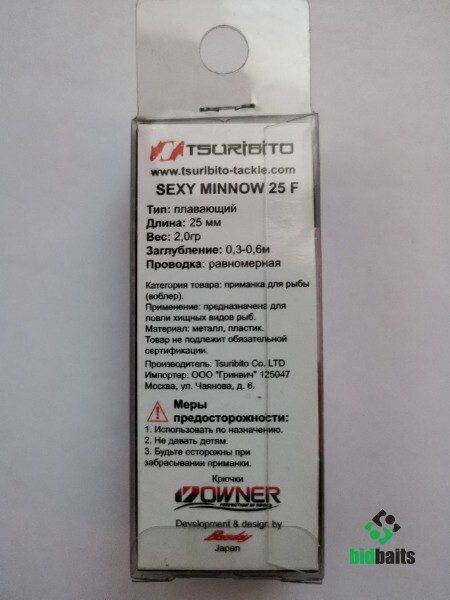 TSURIBITO
www.tsuribito-tackle.com
SEXY MINNOW 25 F
Тип: плавающий
Длина: 25 мм
Вес: 2,0гр
Заглубление: 0,3-0,6м
Проводка: равномерная
Категория товара: приманка для рыбы
(воблер).
Применение: предназначена для
ловли хищных видов рыб.
Материал: металл, пластик.
Товар не подлежит обязательной
сертификации.
Производитель: Tsuribito Co. LTD
Импортер: ООО "Гринвич" 125047
Москва, ул. Чаянова, д. 6.
Меры
предосторожности:
1. Использовать по назначению.
2. Не давать детям.
3. Будьте осторожны при
забрасывании приманки.
Крючки
OWNER
Development & design by
Japan
bidbaits